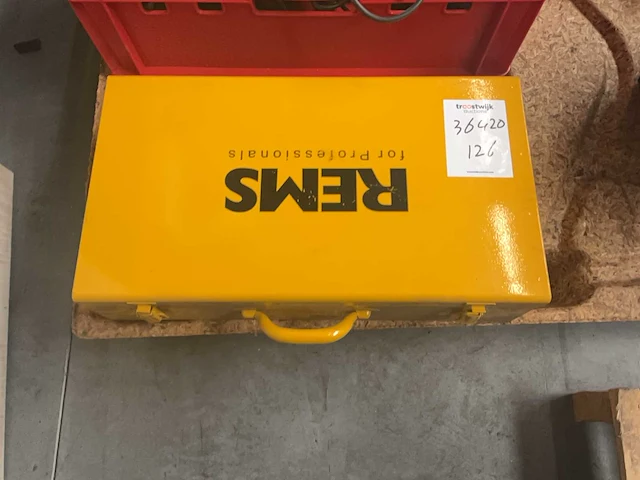 troostwijk
36420
126
for Professionals
REMS